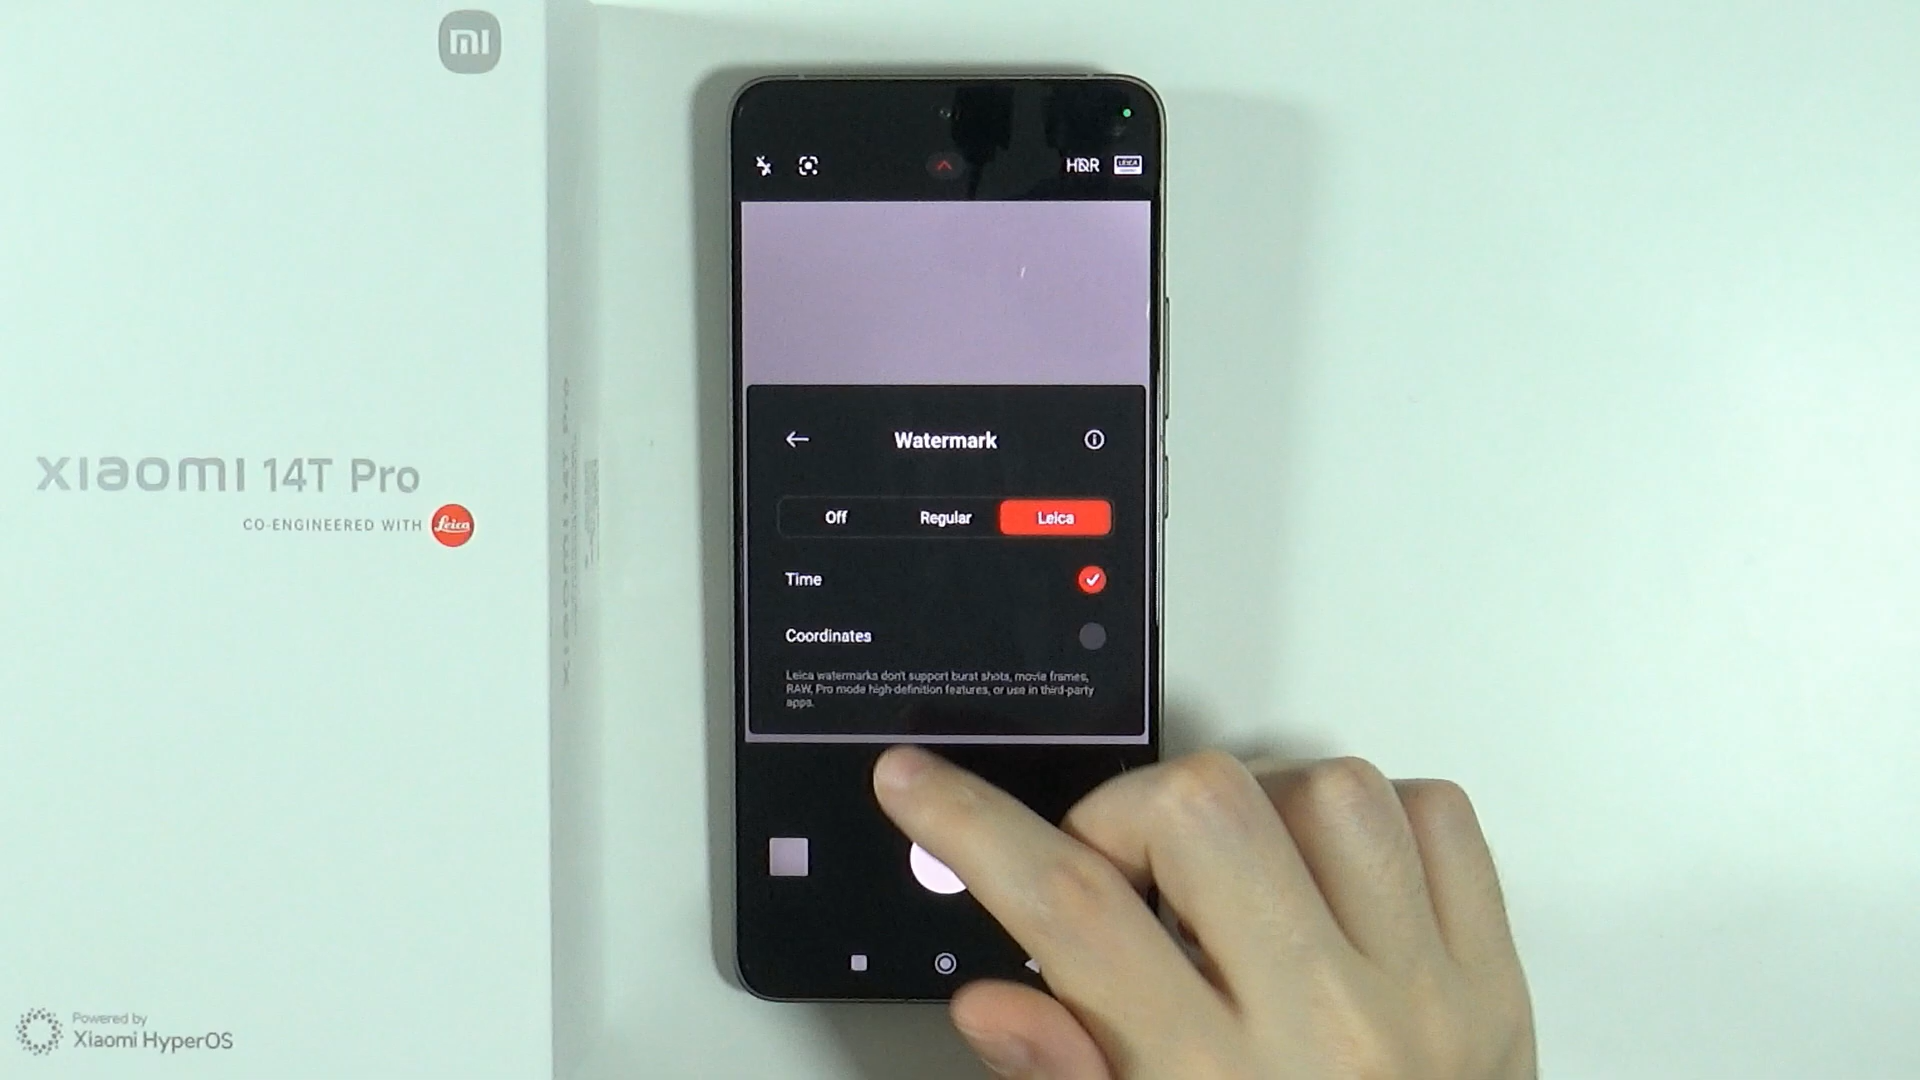 mi
xiaomi 14T Pro
CO-ENGINEERED WITH Leica
Powered by
Xiaomi HyperOS
HDR
LEICA
Watermark
Off Regular Leica
Time
Coordinates
Leica watermarks don't support burst shots, movie frames,
RAW, Pro mode high-definition features, or use in third-party
apps.